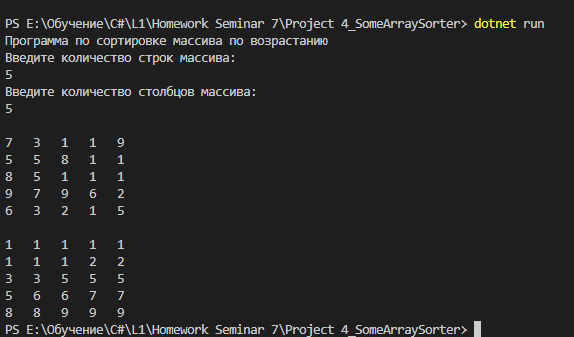 PS E:\Обучение\C#\L1\Homework Seminar 7\Project 4_SomeArraySorter> dotnet run
Программа по сортировке массива по возрастанию
Введите количество строк массива:
5
Введите количество столбцов массива:
5
7 3 1 1 9
5 5 8 1 1
8 5 1 1 1
9 7 9 6 2
6 3 2 1 5
1 1 1 1 1
1 1 1 2 2
3 3 5 5 5
5 6 6 7 7
8 8 9 9 9
PS E:\Обучение\C#\L1\Homework Seminar 7\Project 4_SomeArraySorter>